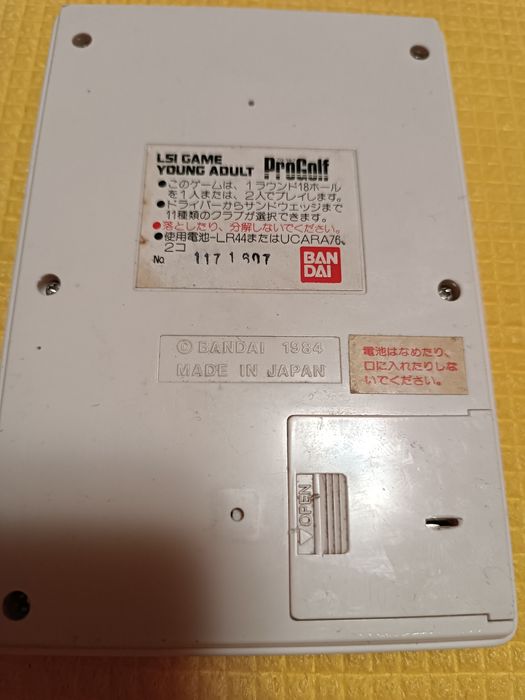 LSI GAME
YOUNG ADULT ProGolf
●このゲームは、1ラウンド18ホール
を1人または、2人でプレイします。
●ドライバーからサンドウエッジまで
11種類のクラブが選択できます。
●落としたり、分解しないでください。
●使用電池-LR44またはUCARA76、
2コ
No. 1171607
BAN
DAI
© BANDAI 1984
MADE IN JAPAN
電池はなめたり、
口に入れたりしな
いでください。
OPEN